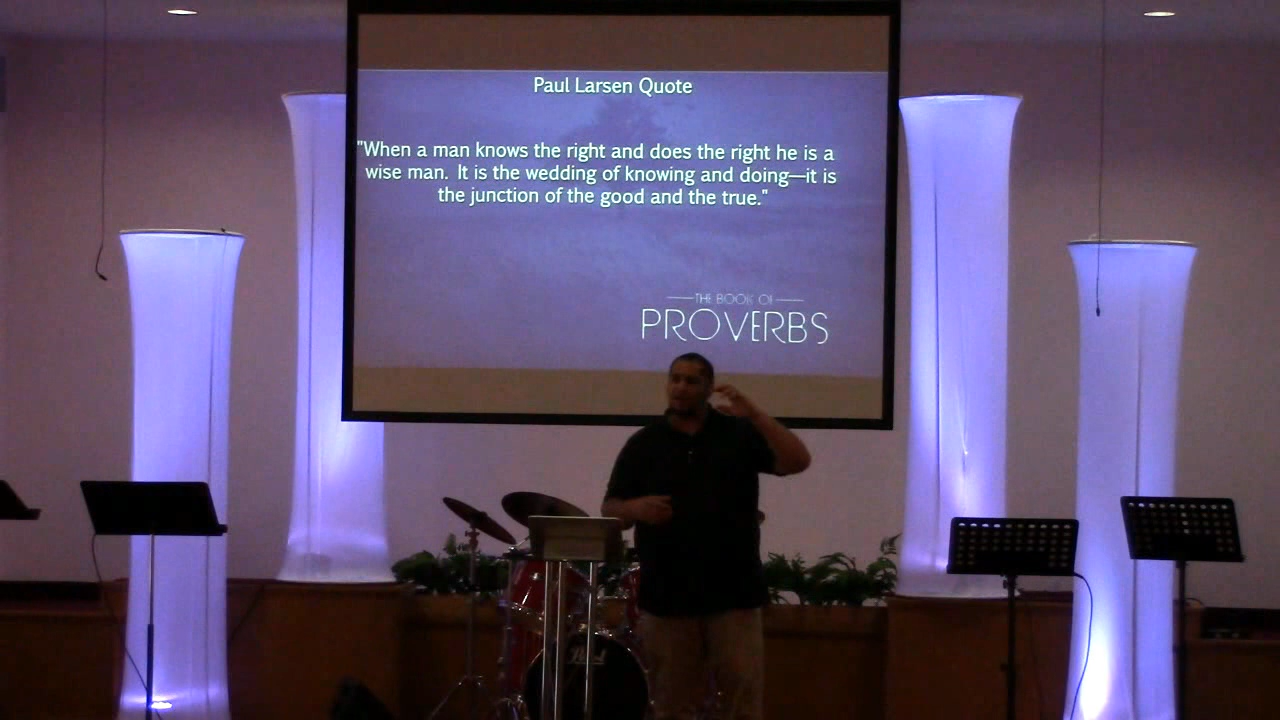 Paul Larsen Quote
"When a man knows the right and does the right he is a
wise man. It is the wedding of knowing and doing—it is
the junction of the good and the true."
THE BOOK OF
PROVERBS
Pearl